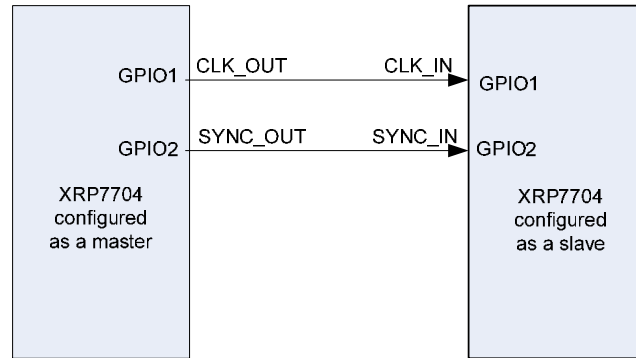 GPIO1 CLK_OUT CLK_IN GPIO1
GPIO2 SYNC_OUT SYNC_IN GPIO2
XRP7704
configured
as a master
XRP7704
configured
as a slave